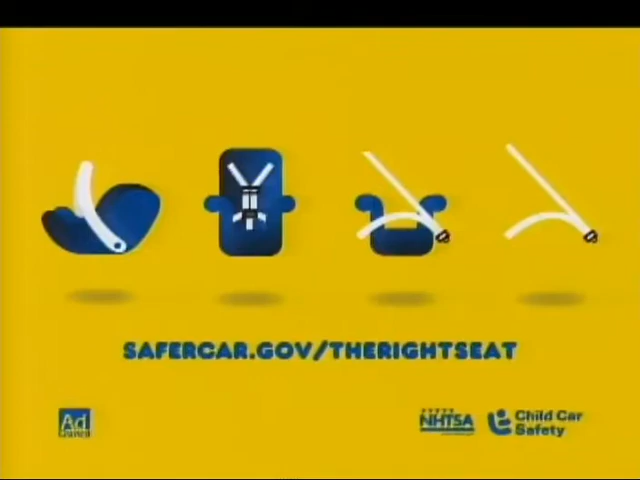 SAFERCAR.GOV/THERIGHTSEAT
Ad
Council
NHTSA
Child Car
Safety